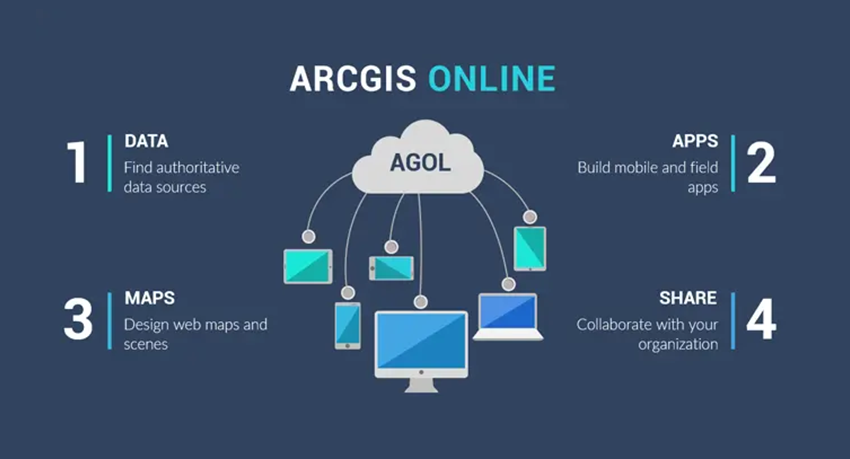 ARCGIS ONLINE
AGOL
1
DATA
Find authoritative
data sources
APPS
Build mobile and field
apps
2
3
MAPS
Design web maps and
scenes
SHARE
Collaborate with your
organization
4